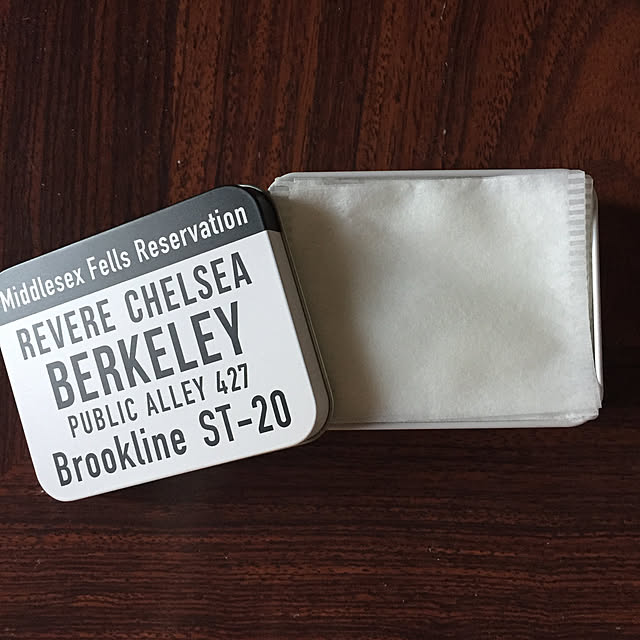 Middlesex Fells Reservation
REVERE CHELSEA
BERKELEY
PUBLIC ALLEY 427
Brookline ST-20